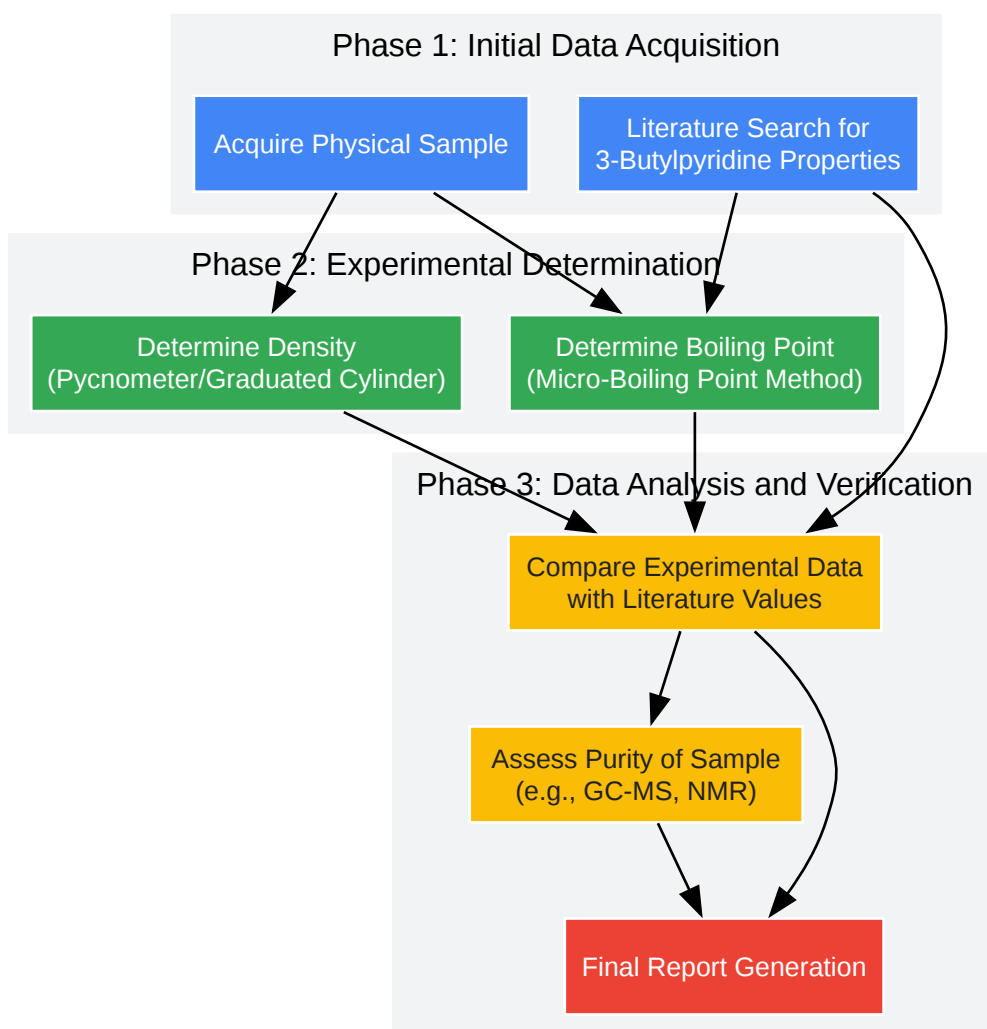 Phase 1: Initial Data Acquisition
Acquire Physical Sample
Literature Search for
3-Butylpyridine Properties
Phase 2: Experimental Determination
Determine Density
(Pycnometer/Graduated Cylinder)
Determine Boiling Point
(Micro-Boiling Point Method)
Phase 3: Data Analysis and Verification
Compare Experimental Data
with Literature Values
Assess Purity of Sample
(e.g., GC-MS, NMR)
Final Report Generation